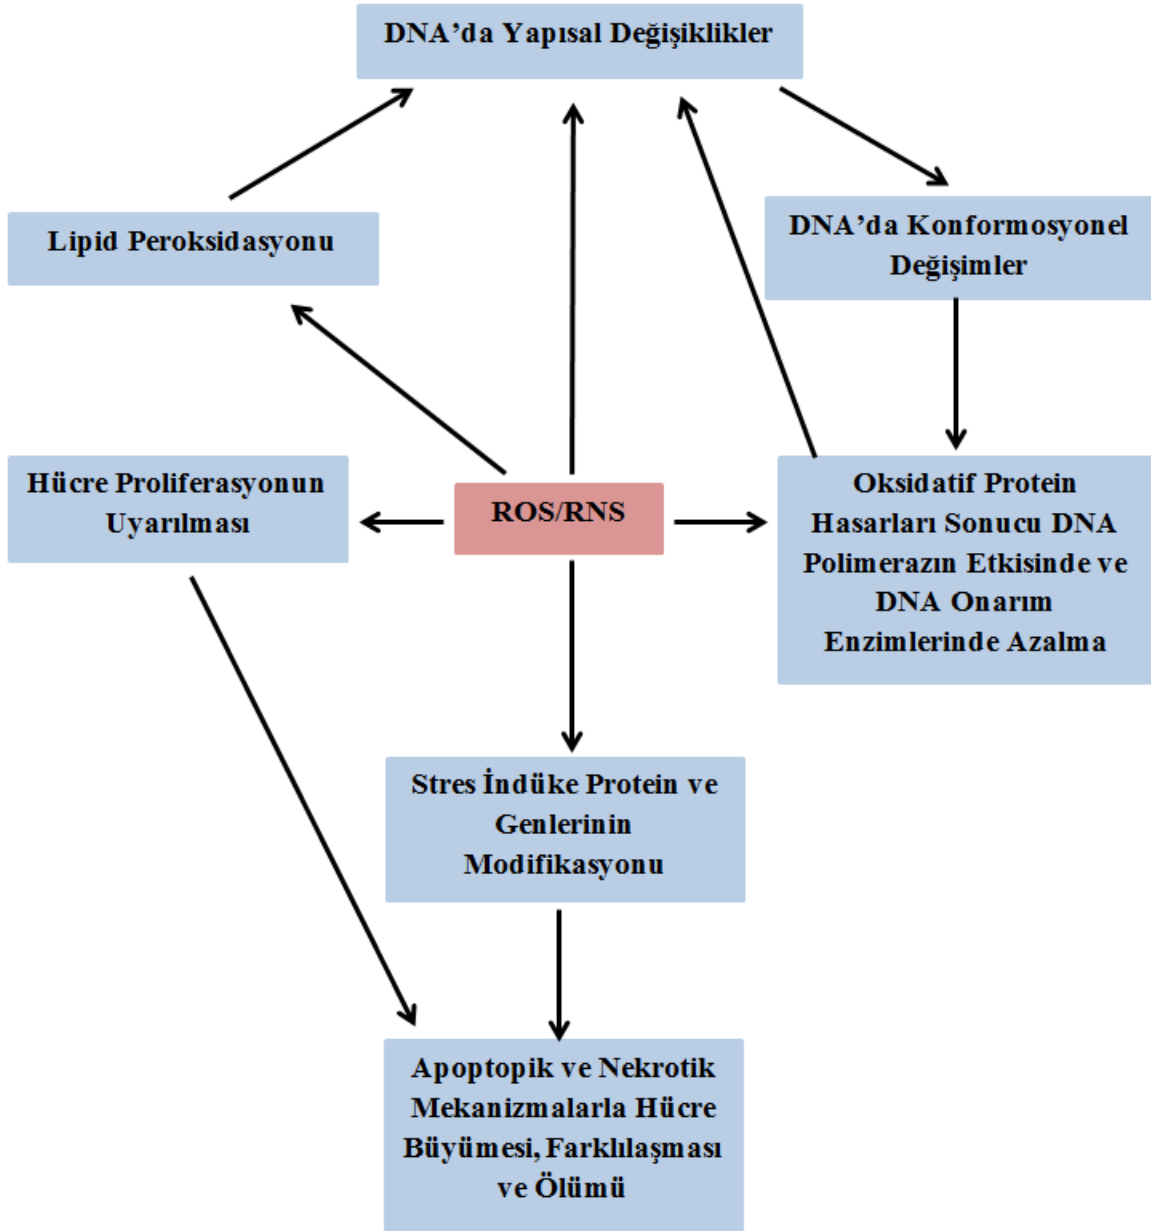 DNA’da Yapısal Değişiklikler
Lipid Peroksidasyonu
DNA’da Konformosyonel
Değişimler
Hücre Proliferasyonun
Uyarılması
ROS/RNS
Oksidatif Protein
Hasarları Sonucu DNA
Polimerazın Etkisinde ve
DNA Onarım
Enzimlerinde Azalma
Stres İndüke Protein ve
Genlerinin
Modifikasyonu
Apoptopik ve Nekrotik
Mekanizmalarla Hücre
Büyümesi, Farklılaşması
ve Ölümü